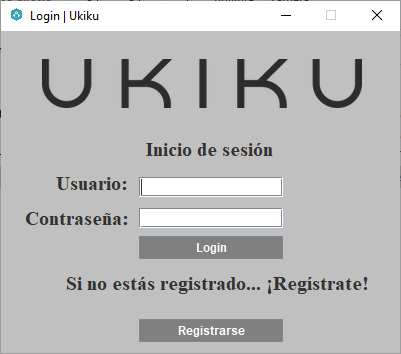 Login | Ukiku
UKIKU
Inicio de sesión
Usuario:
Contraseña:
Login
Si no estás registrado... ¡Regístrate!
Registrarse